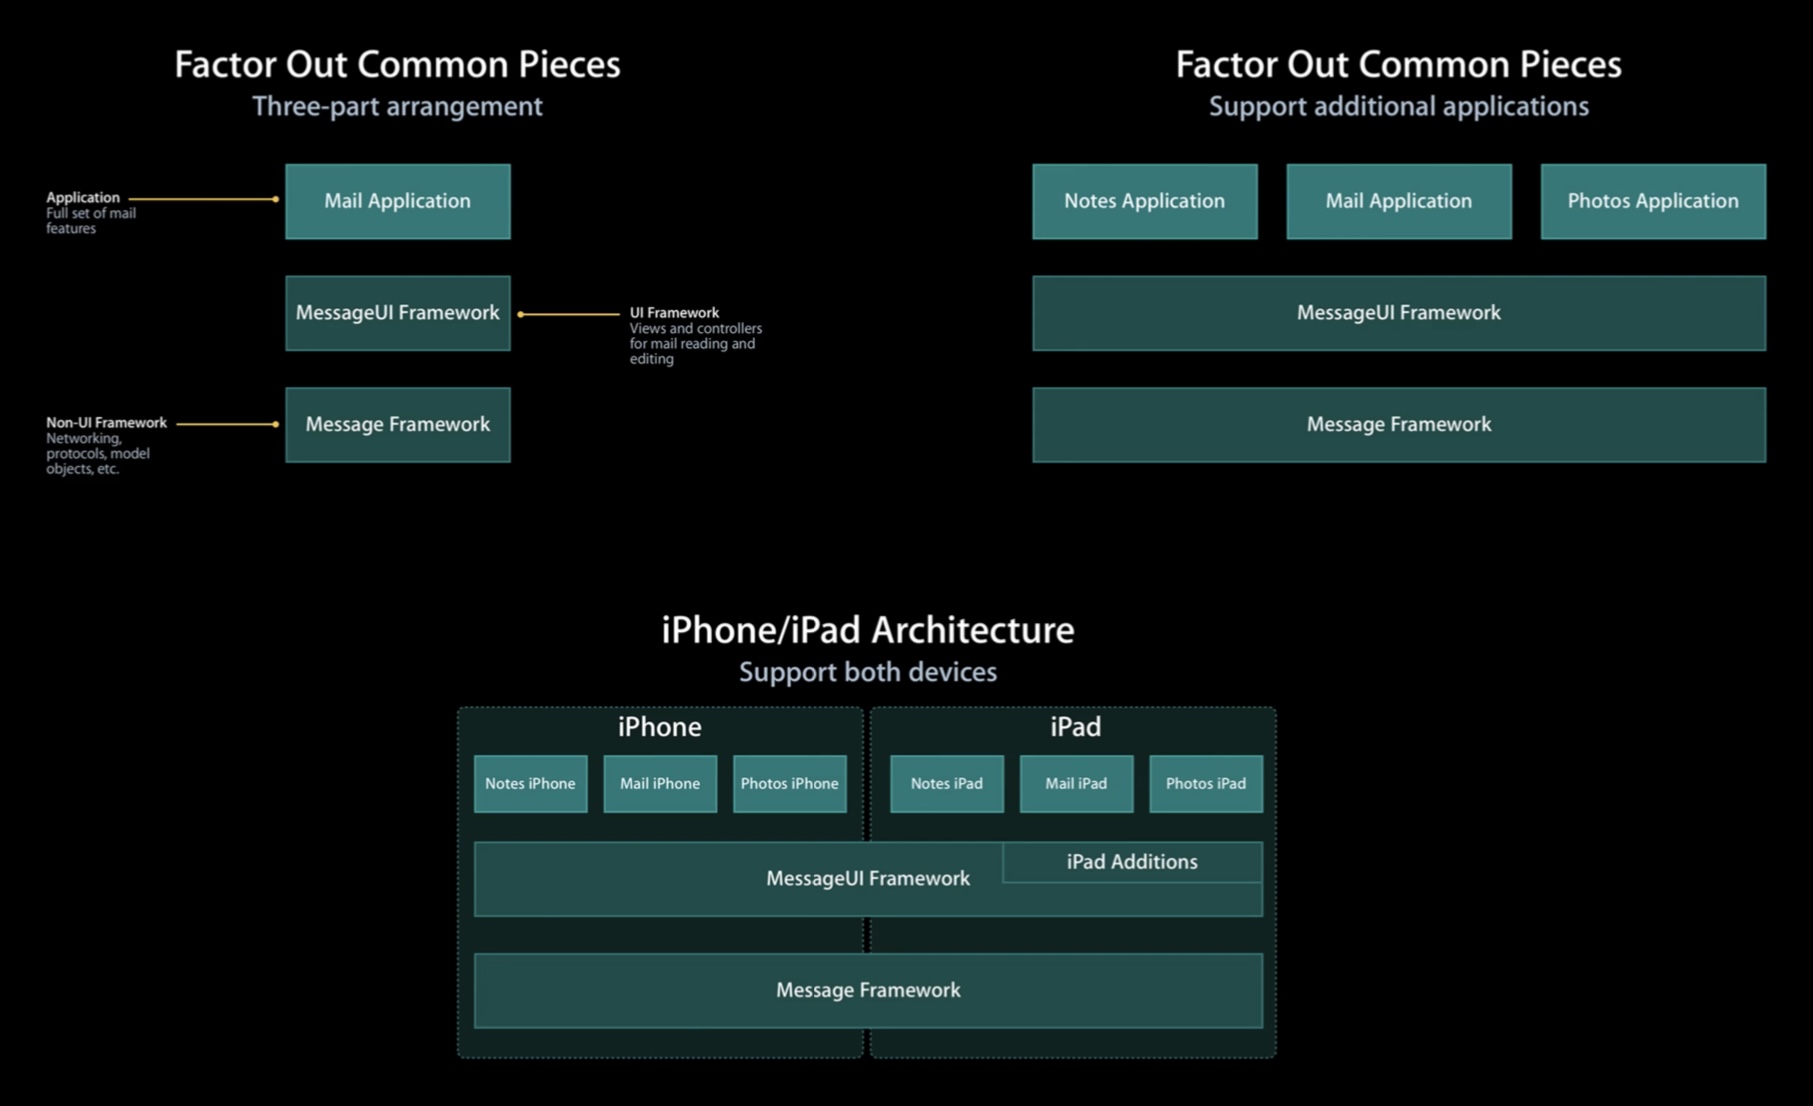 Factor Out Common Pieces
Three-part arrangement
Application
Full set of mail
features
Mail Application
MessageUI Framework
UI Framework
Views and controllers
for mail reading and
editing
Non-UI Framework
Networking,
protocols, model
objects, etc.
Message Framework
Factor Out Common Pieces
Support additional applications
Notes Application
Mail Application
Photos Application
MessageUI Framework
Message Framework
iPhone/iPad Architecture
Support both devices
iPhone
iPad
Notes iPhone
Mail iPhone
Photos iPhone
Notes iPad
Mail iPad
Photos iPad
iPad Additions
MessageUI Framework
Message Framework